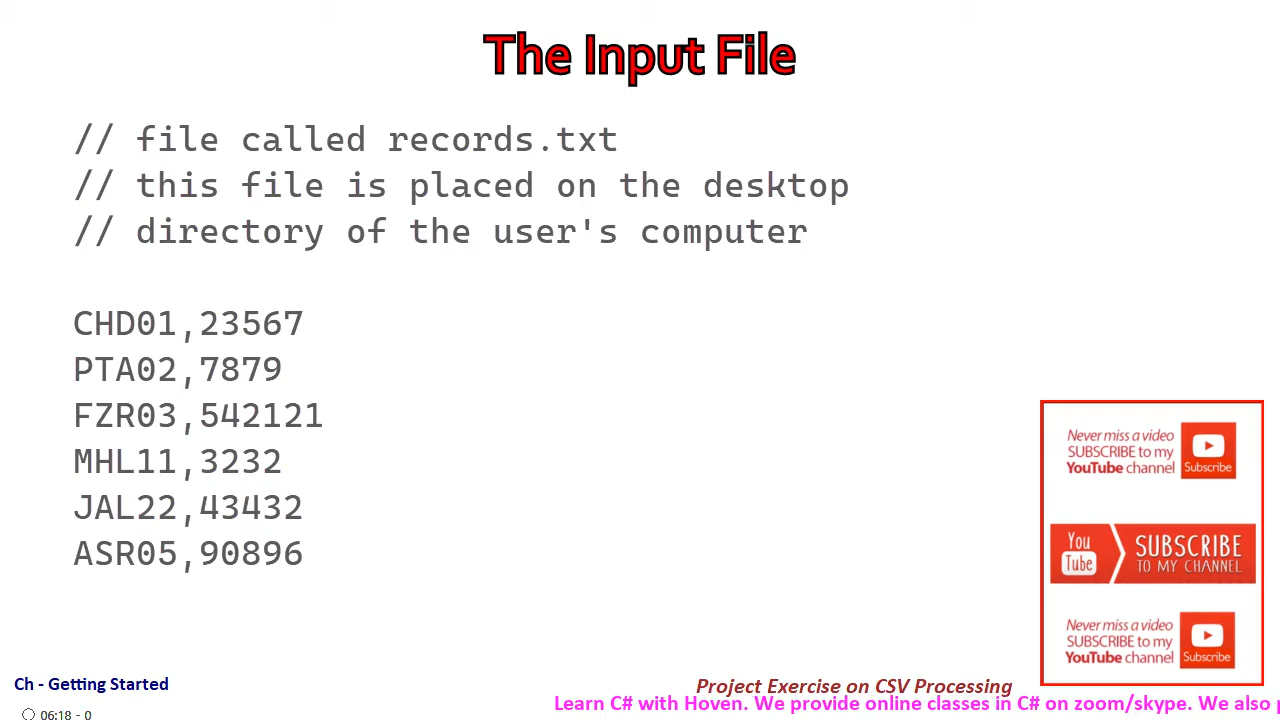 The Input File
// file called records.txt
// this file is placed on the desktop
// directory of the user's computer
CHD01,23567
PTA02,7879
FZR03,542121
MHL11,3232
JAL22,43432
ASR05,90896
Never miss a video
SUBSCRIBE to my
YouTube channel
Subscribe
You
Tube
SUBSCRIBE
TO MY CHANNEL
Never miss a video
SUBSCRIBE to my
YouTube channel
Subscribe
Ch - Getting Started
Project Exercise on CSV Processing
Learn C# with Hoven. We provide online classes in C# on zoom/skype. We also
06:18 - 0